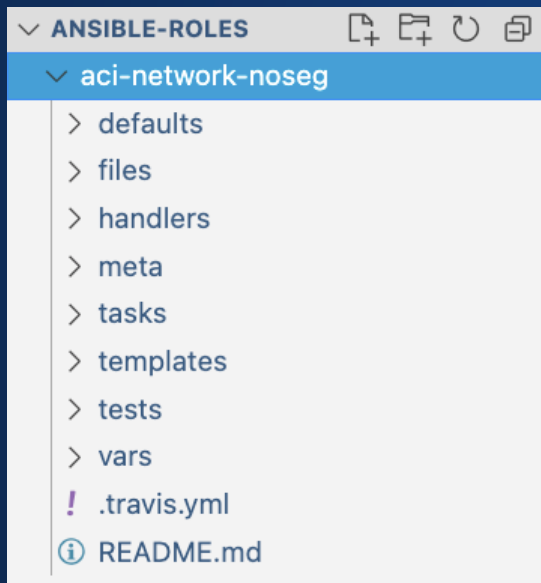 ANSIBLE-ROLES
aci-network-noseg
defaults
files
handlers
meta
tasks
templates
tests
vars
! .travis.yml
README.md